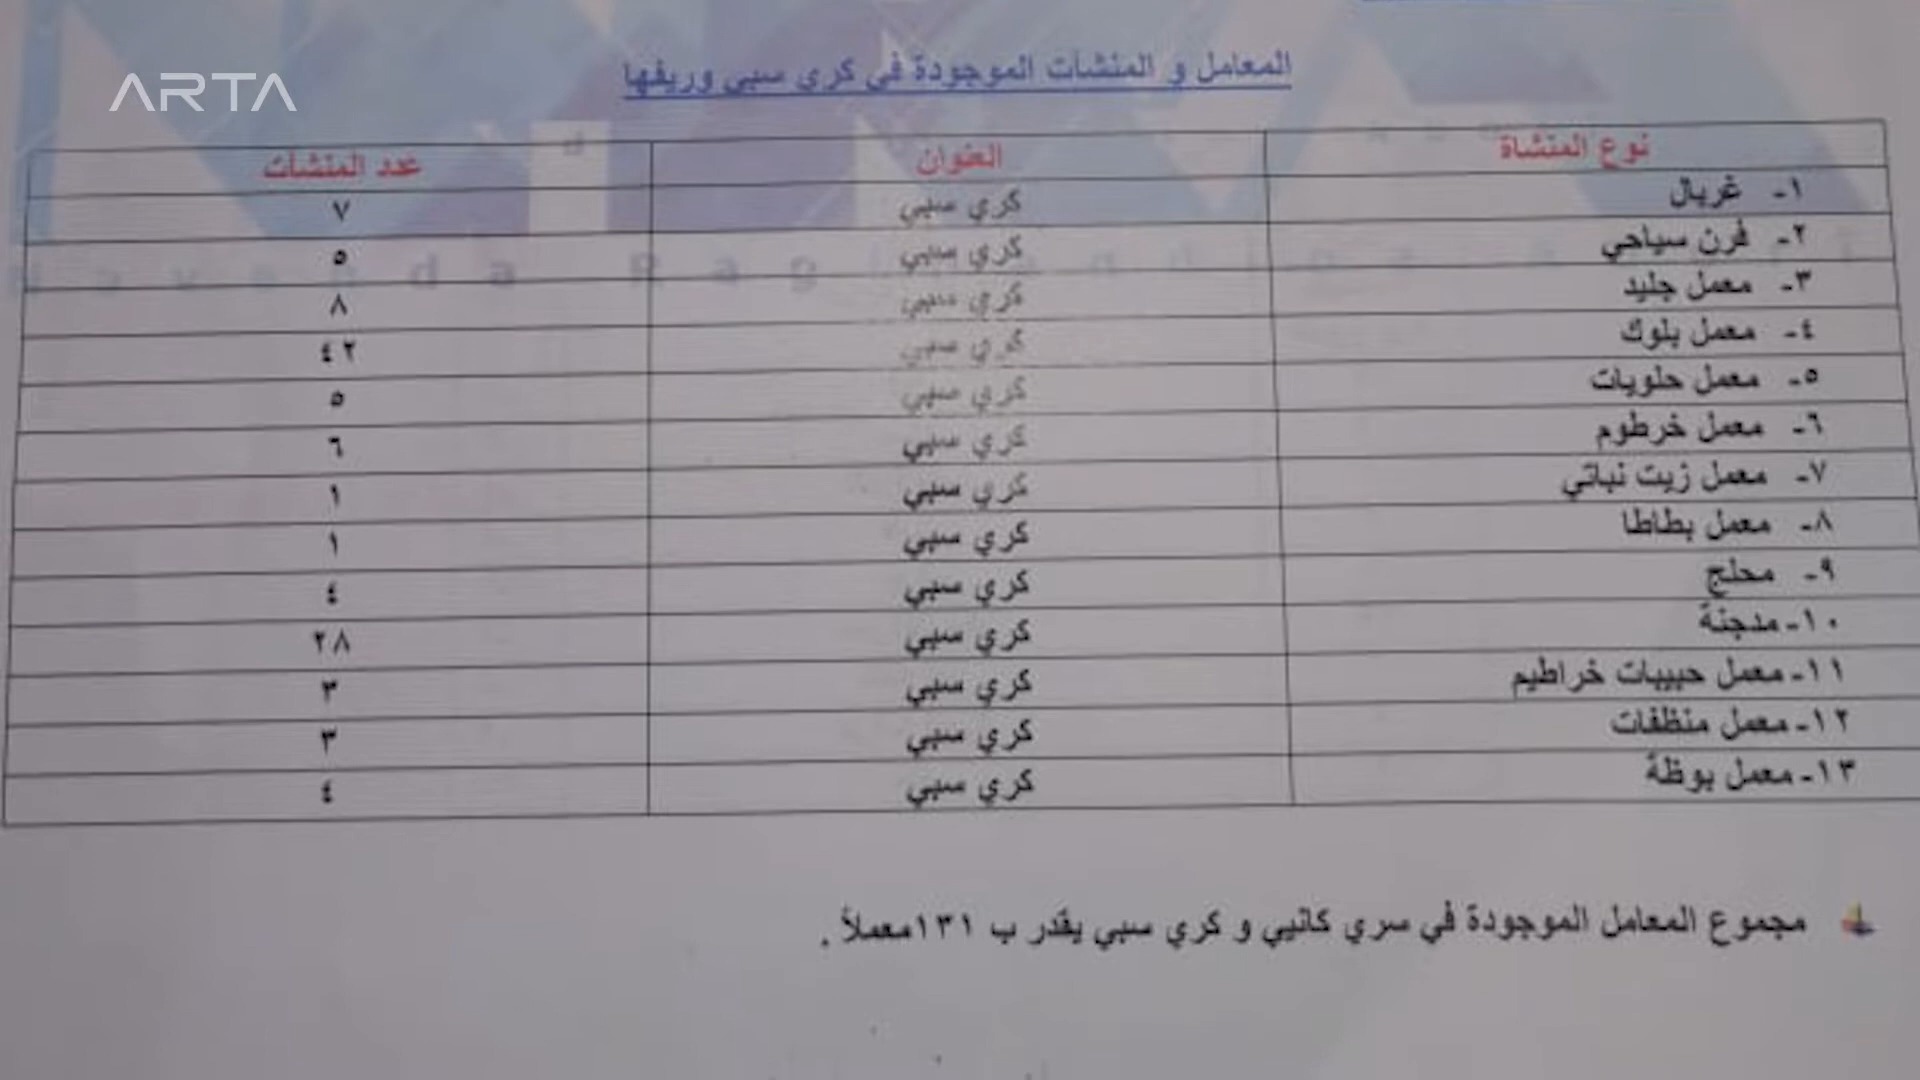 ARTA
المعامل و المنشآت الموجودة في كري سبي وريفها
نوع المنشاة العنوان عدد المنشآت
١- غربال كري سبي ٧
٢- فرن سياحي كري سبي ٥
٣- معمل جليد كري سبي ٨
٤- معمل بلوك كري سبي ٤٢
٥- معمل حلويات كري سبي ٥
٦- معمل خرطوم كري سبي ٦
٧- معمل زيت نباتي كري سبي ١
٨- معمل بطاطا كري سبي ١
٩- محلج كري سبي ٤
١٠- مدجنة كري سبي ٢٨
١١- معمل حبيبات خراطيم كري سبي ٣
١٢- معمل منظفات كري سبي ٣
١٣- معمل بوظة كري سبي ٤
مجموع المعامل الموجودة في سري كانيي و كري سبي يقدر ب ١٣١معملاً .